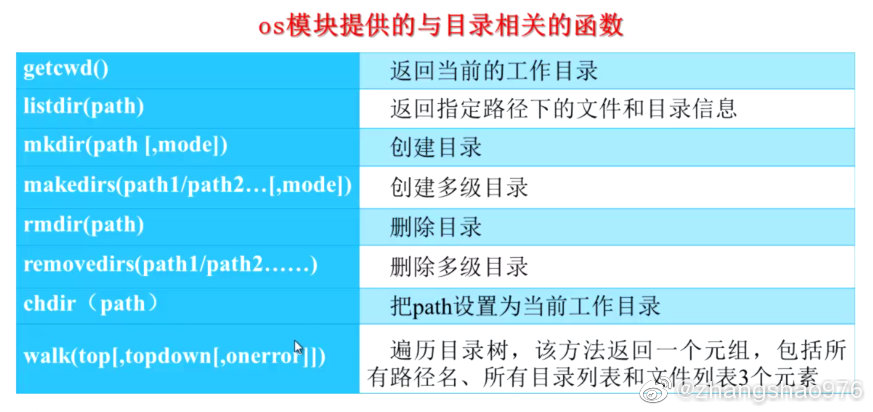 os模块提供的与目录相关的函数
getcwd() 返回当前的工作目录
listdir(path) 返回指定路径下的文件和目录信息
mkdir(path [,mode]) 创建目录
makedirs(path1/path2…[,mode]) 创建多级目录
rmdir(path) 删除目录
removedirs(path1/path2……) 删除多级目录
chdir（path） 把path设置为当前工作目录
walk(top[,topdown[,onerror]]) 遍历目录树，该方法返回一个元组，包括所
有路径名、所有目录列表和文件列表3个元素
@zhangshao976